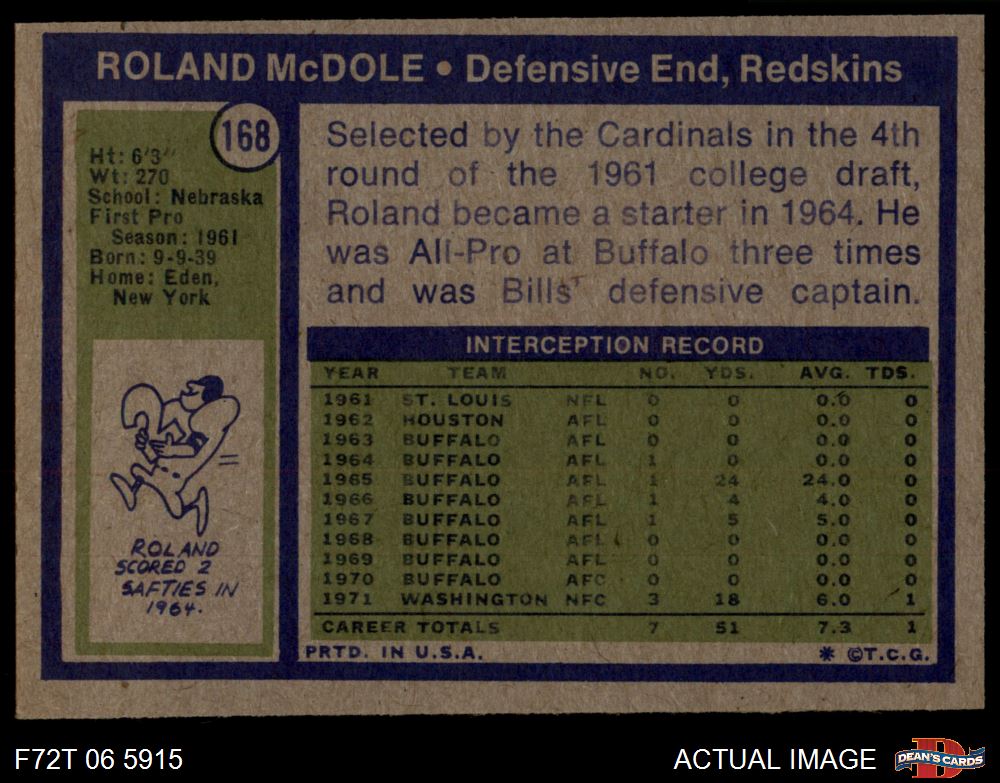 ROLAND McDOLE • Defensive End, Redskins
168
Ht: 6'3"
Wt: 270
School: Nebraska
First Pro
Season: 1961
Born: 9-9-39
Home: Eden,
New York
ROLAND
SCORED 2
SAFTIES IN
1964.
Selected by the Cardinals in the 4th
round of the 1961 college draft,
Roland became a starter in 1964. He
was All-Pro at Buffalo three times
and was Bills' defensive captain.
INTERCEPTION RECORD
YEAR TEAM NO. YDS. AVG. TDS.
1961 ST. LOUIS NFL 0 0 0.0 0
1962 HOUSTON AFL 0 0 0.0 0
1963 BUFFALO AFL 0 0 0.0 0
1964 BUFFALO AFL 1 0 0.0 0
1965 BUFFALO AFL 1 24 24.0 0
1966 BUFFALO AFL 1 4 4.0 0
1967 BUFFALO AFL 1 5 5.0 0
1968 BUFFALO AFL 0 0 0.0 0
1969 BUFFALO AFL 0 0 0.0 0
1970 BUFFALO AFC 0 0 0.0 0
1971 WASHINGTON NFC 3 18 6.0 1
CAREER TOTALS 7 51 7.3 1
PRTD. IN U.S.A. * ©T.C.G.
F72T 06 5915
ACTUAL IMAGE
D
DEAN'S CARDS